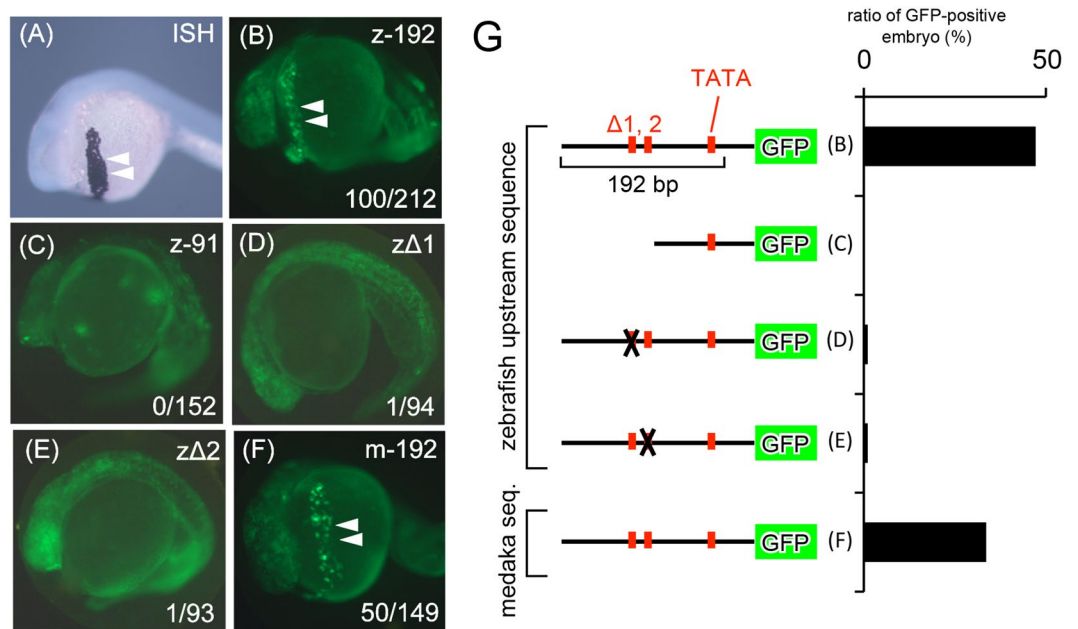 (A) ISH
(B) z-192
100/212
(C) z-91
0/152
(D) zΔ1
1/94
(E) zΔ2
1/93
(F) m-192
50/149
G
ratio of GFP-positive
embryo (%)
0 50
TATA
Δ1, 2
GFP (B)
192 bp
GFP (C)
GFP (D)
GFP (E)
GFP (F)
zebrafish upstream sequence
medaka seq.